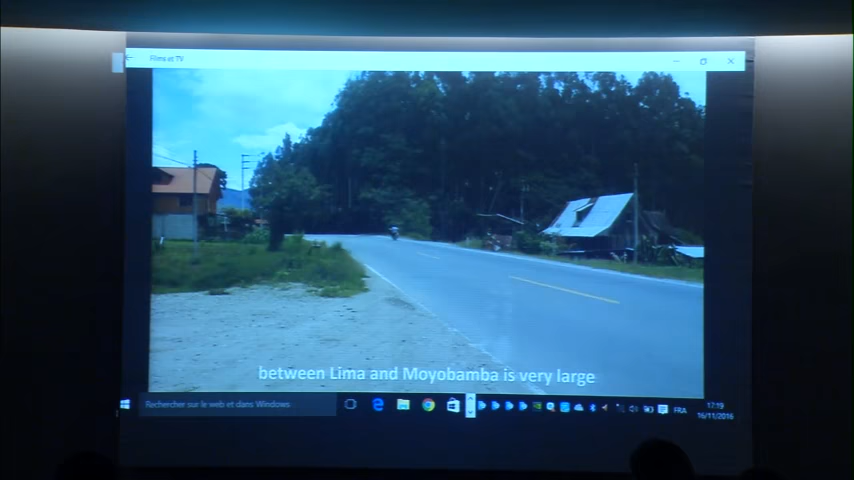 Films et TV
between Lima and Moyobamba is very large
Rechercher sur le web et dans Windows
FRA
17:19
16/11/2016